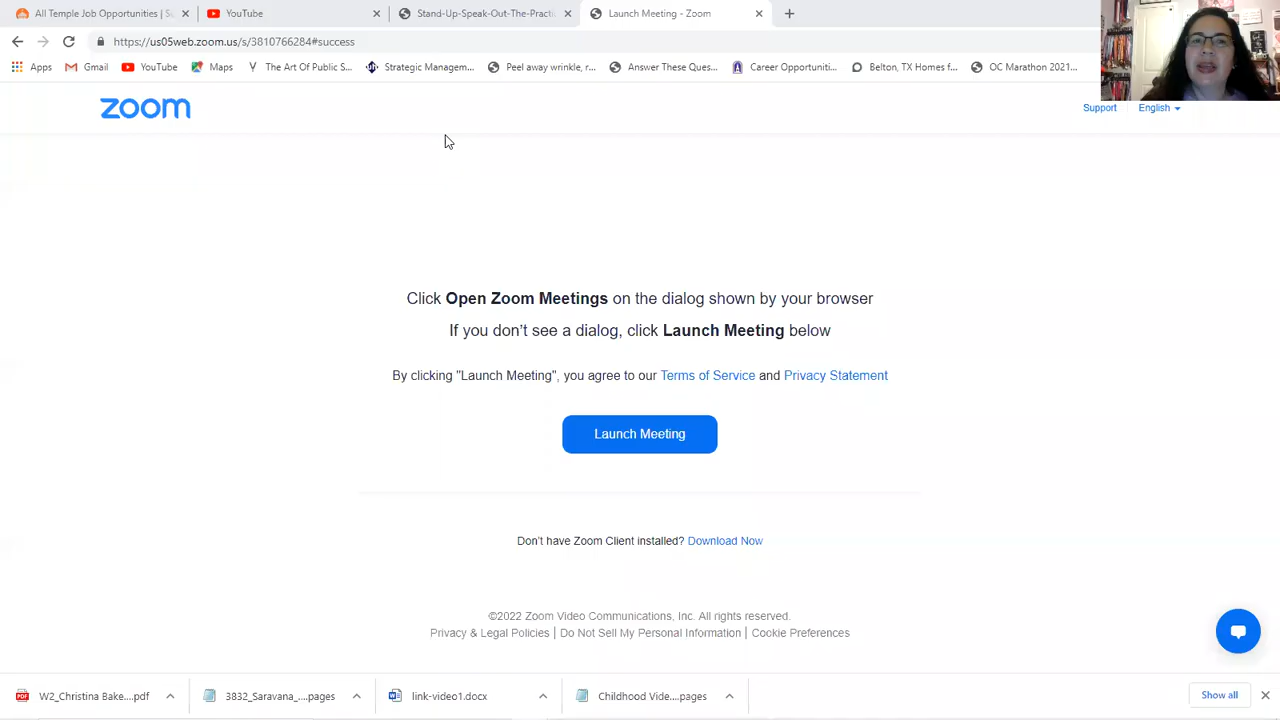 All Temple Job Opportunities | Su
YouTube
Stand-Up-Speak-Out-The-Practi
Launch Meeting - Zoom
https://us05web.zoom.us/s/3810766284#success
Apps
Gmail
YouTube
Maps
The Art Of Public S...
Strategic Managem...
Peel away wrinkle, r...
Answer These Que...
Career Opportuniti...
Belton, TX Homes f...
OC Marathon 2021...
zoom
Support
English
Click Open Zoom Meetings on the dialog shown by your browser
If you don’t see a dialog, click Launch Meeting below
By clicking "Launch Meeting", you agree to our Terms of Service and Privacy Statement
Launch Meeting
Don’t have Zoom Client installed? Download Now
©2022 Zoom Video Communications, Inc. All rights reserved.
Privacy & Legal Policies | Do Not Sell My Personal Information | Cookie Preferences
W2_Christina Bake....pdf
3832_Saravana_....pages
link-video1.docx
Childhood Vide....pages
Show all